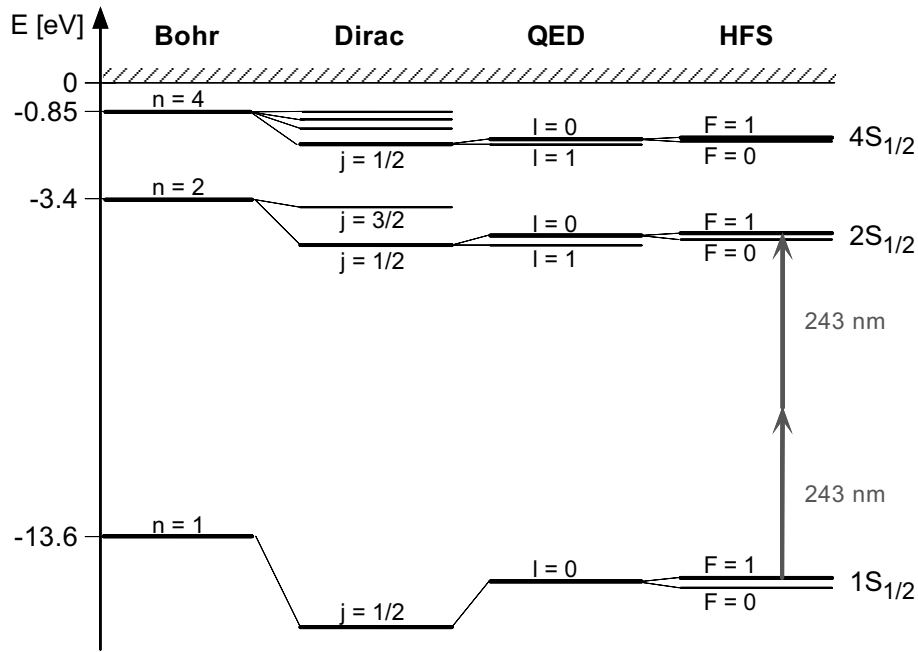 E [eV]
Bohr Dirac QED HFS
0
-0.85
n = 4
l = 0
F = 1
4S1/2
j = 1/2
l = 1
F = 0
-3.4
n = 2
j = 3/2
l = 0
F = 1
2S1/2
j = 1/2
l = 1
F = 0
243 nm
243 nm
-13.6
n = 1
l = 0
F = 1
1S1/2
j = 1/2
F = 0